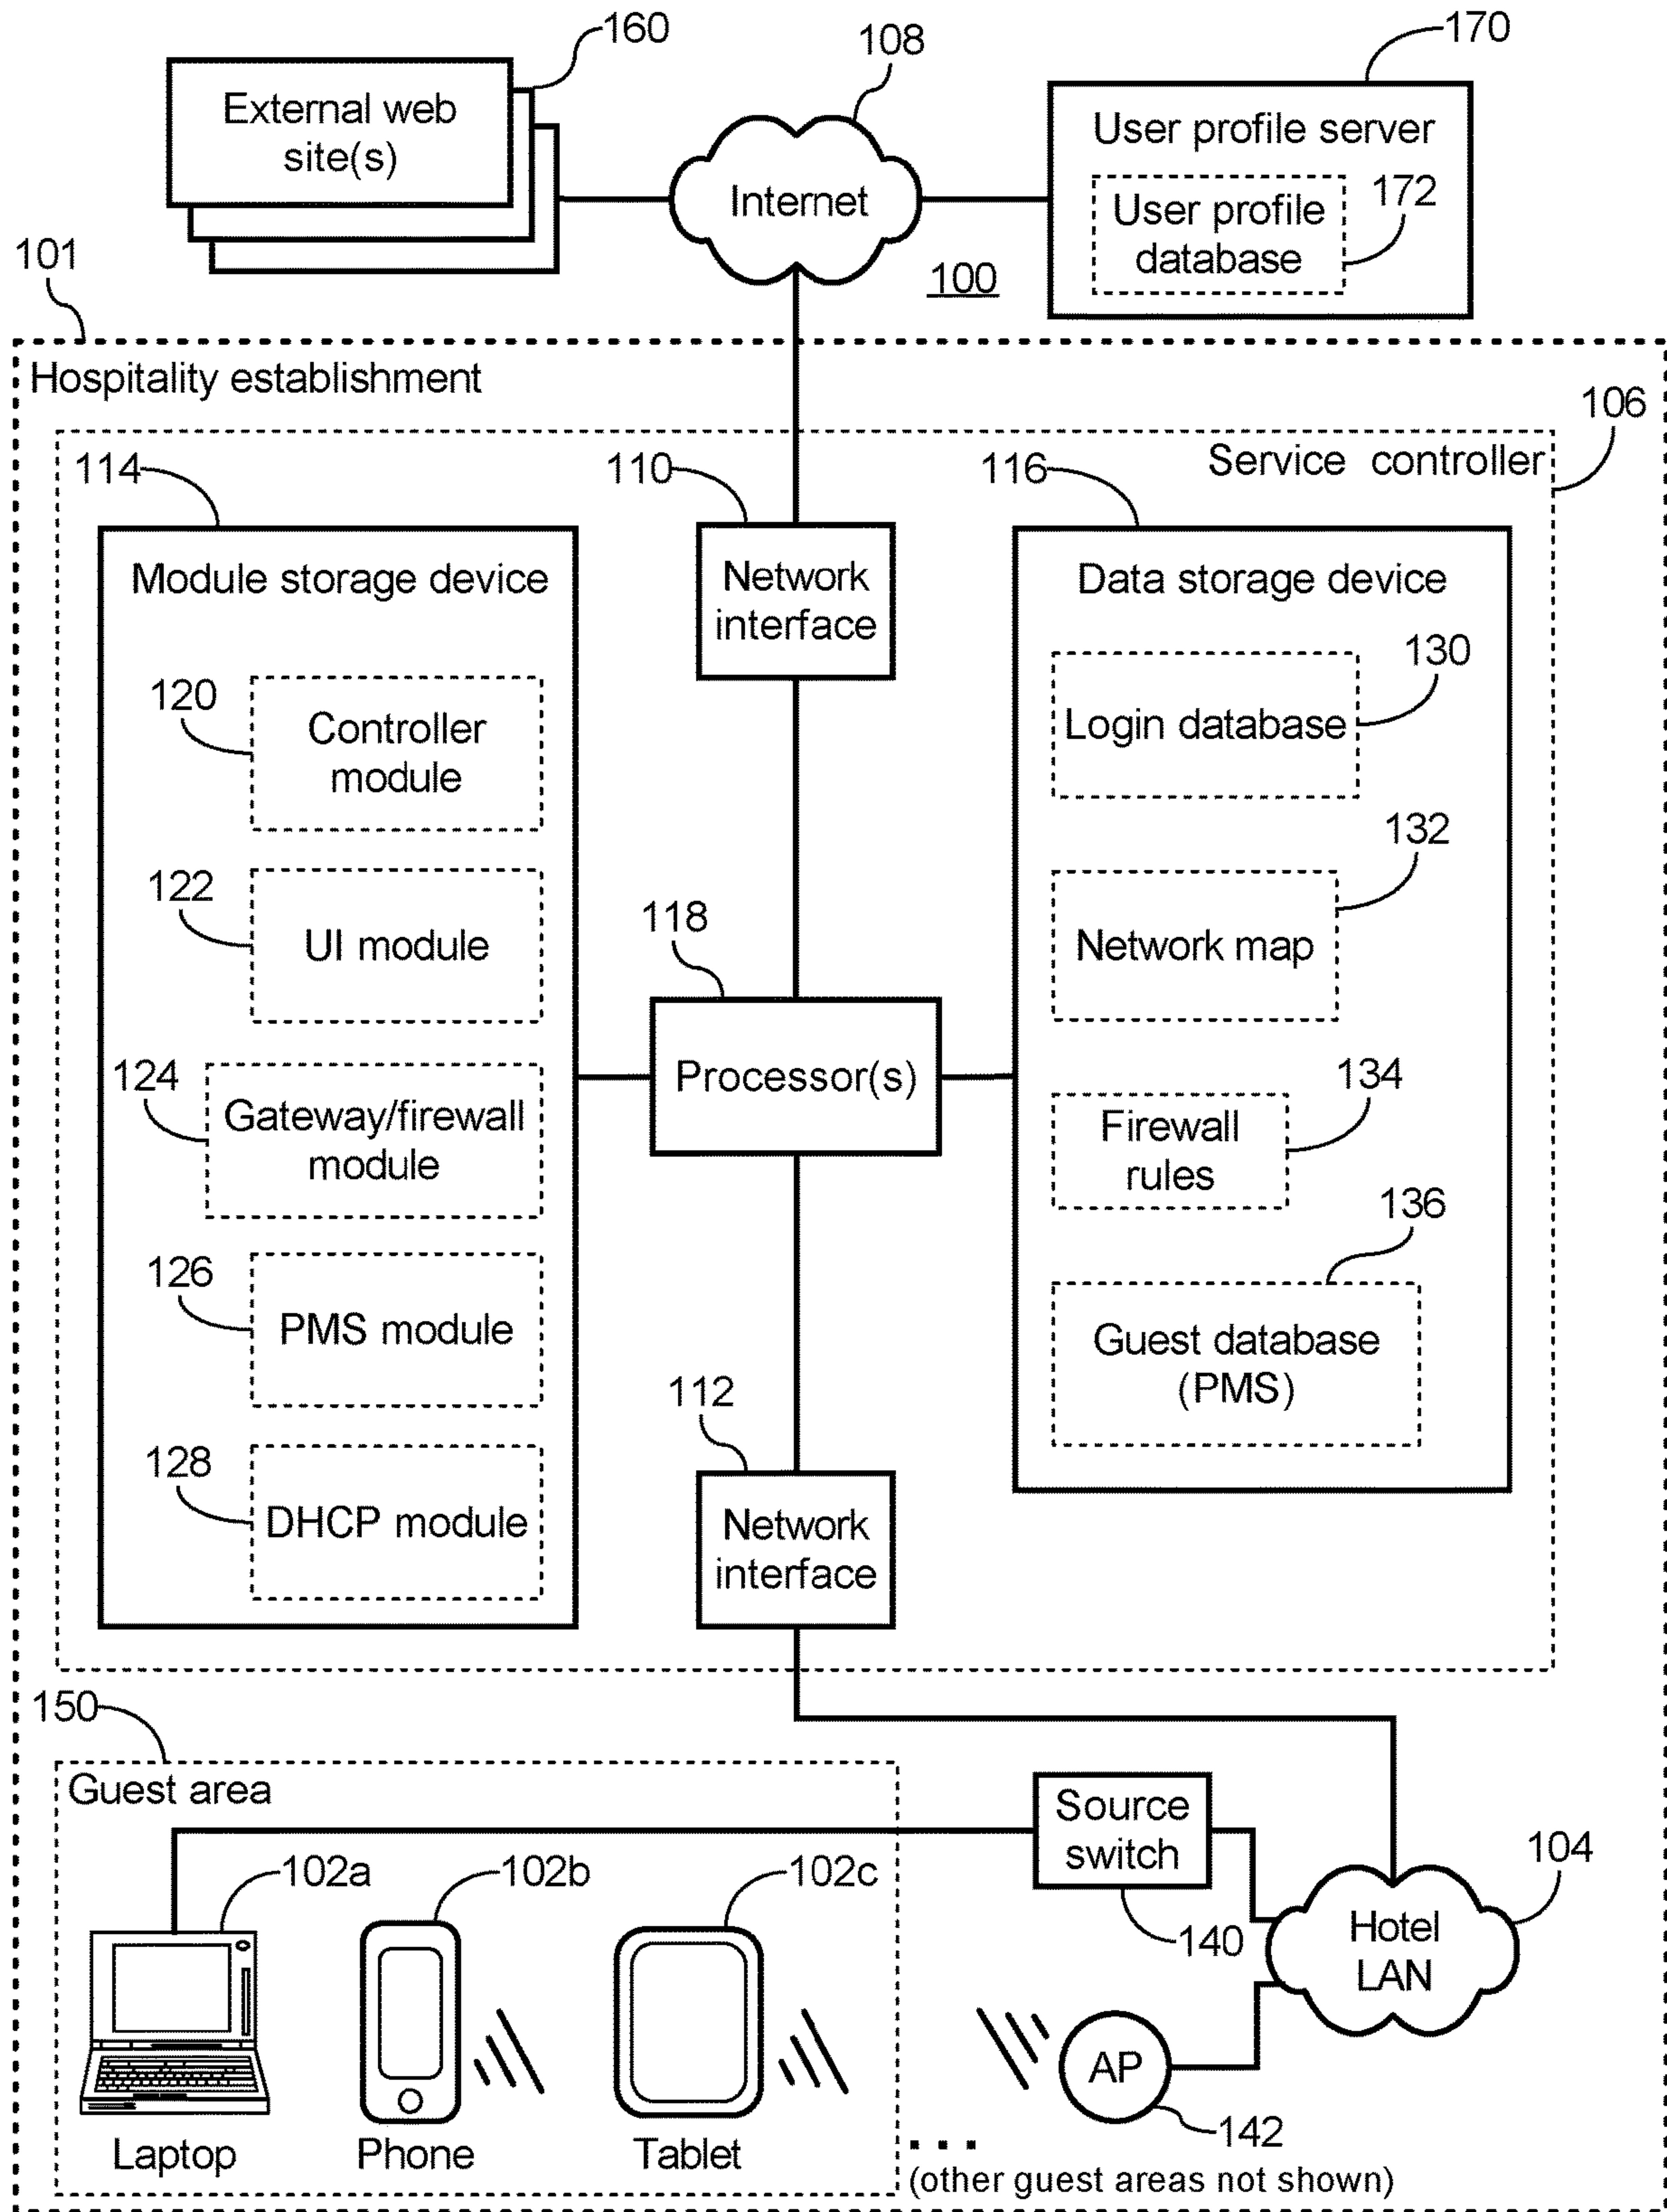 160
108
170
External web
site(s)
Internet
User profile server
User profile
database
172
101
100
Hospitality establishment
106
Service controller
114
110
116
Module storage device
Network
interface
Data storage device
120
Controller
module
130
Login database
122
UI module
132
Network map
118
Processor(s)
124
Gateway/firewall
module
134
Firewall
rules
126
PMS module
136
Guest database
(PMS)
112
128
DHCP module
Network
interface
150
Guest area
Source
switch
102a
102b
102c
104
140
Hotel
LAN
AP
142
Laptop
Phone
Tablet
...
(other guest areas not shown)